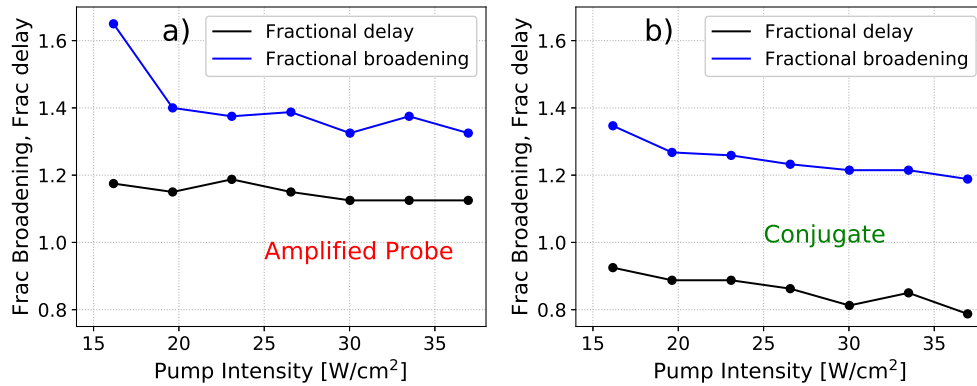 a)
Fractional delay
Fractional broadening
Amplified Probe
Frac Broadening, Frac delay
1.6
1.4
1.2
1.0
0.8
15 20 25 30 35
Pump Intensity [W/cm²]
b)
Fractional delay
Fractional broadening
Conjugate
Frac Broadening, Frac delay
1.6
1.4
1.2
1.0
0.8
15 20 25 30 35
Pump Intensity [W/cm²]